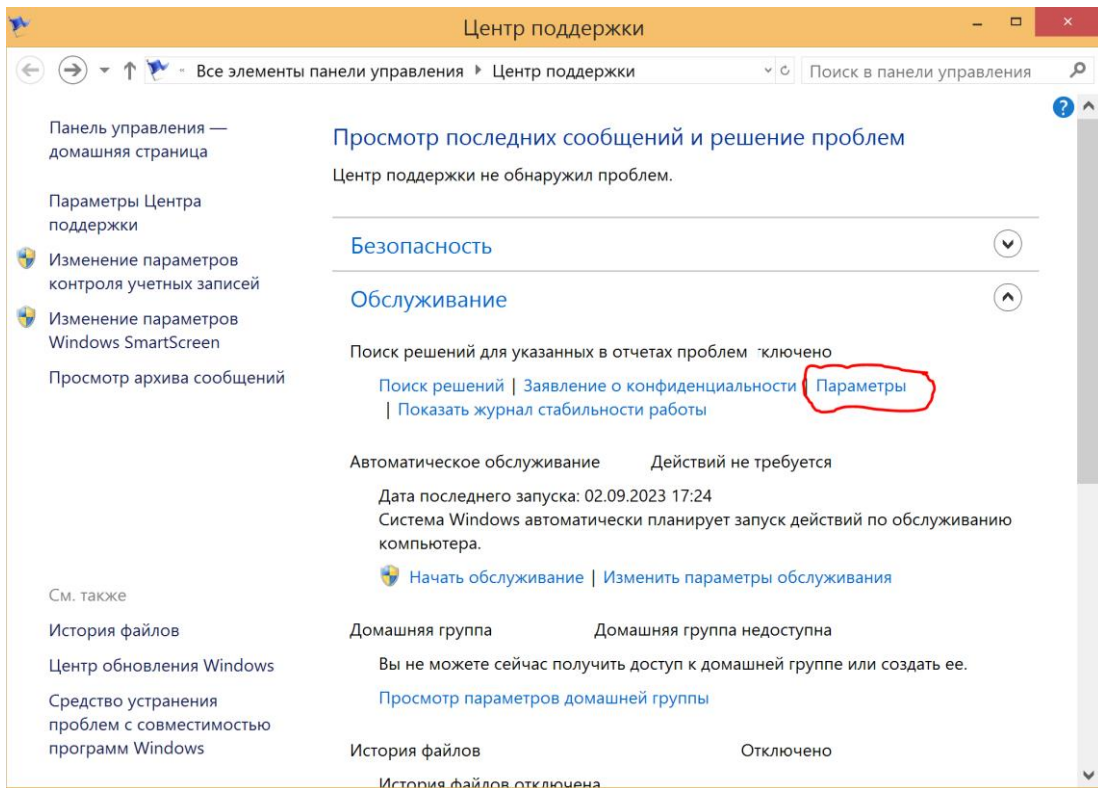 Центр поддержки
Все элементы панели управления
Центр поддержки
Поиск в панели управления
Панель управления —
домашняя страница
Параметры Центра
поддержки
Изменение параметров
контроля учетных записей
Изменение параметров
Windows SmartScreen
Просмотр архива сообщений
См. также
История файлов
Центр обновления Windows
Средство устранения
проблем с совместимостью
программ Windows
Просмотр последних сообщений и решение проблем
Центр поддержки не обнаружил проблем.
Безопасность
Обслуживание
Поиск решений для указанных в отчетах проблем
Поиск решений | Заявление о конфиденциальности | Параметры
| Показать журнал стабильности работы
Автоматическое обслуживание Действий не требуется
Дата последнего запуска: 02.09.2023 17:24
Система Windows автоматически планирует запуск действий по обслуживанию
компьютера.
Начать обслуживание | Изменить параметры обслуживания
Домашняя группа Домашняя группа недоступна
Вы не можете сейчас получить доступ к домашней группе или создать ее.
Просмотр параметров домашней группы
История файлов Отключено
История файлов отключена